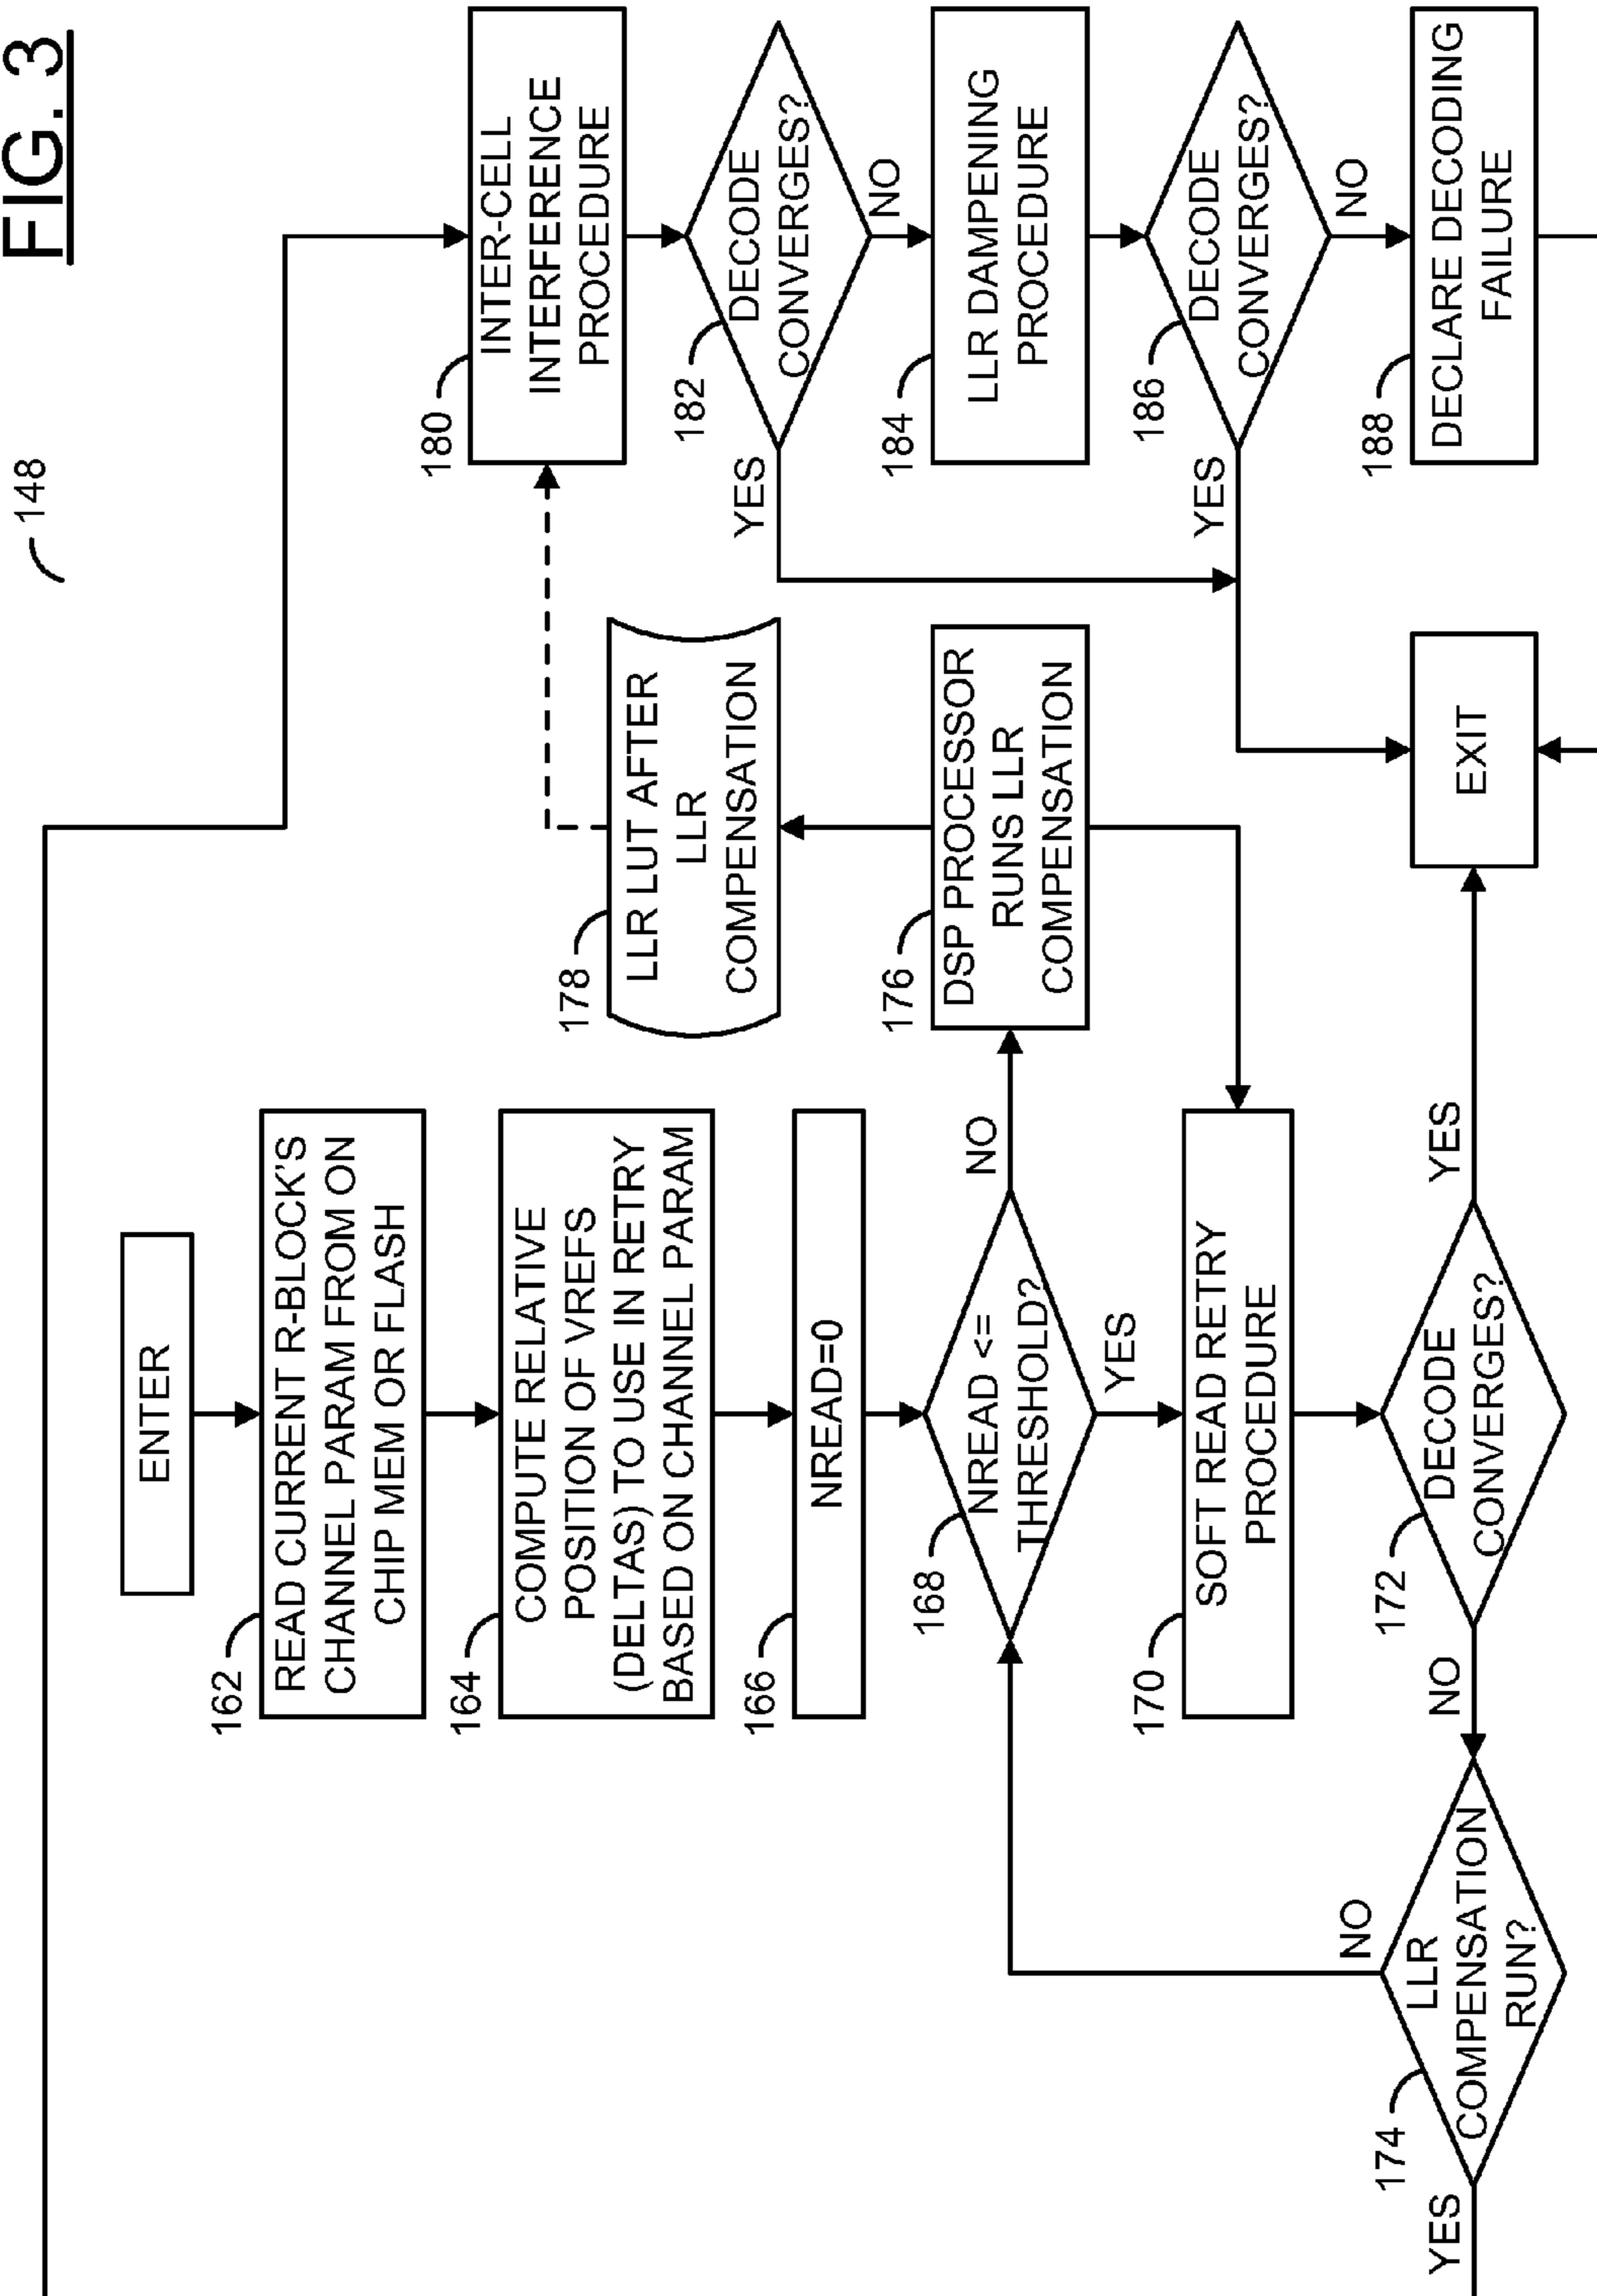 FIG. 3
148
ENTER
162
READ CURRENT R-BLOCK'S
CHANNEL PARAM FROM ON
CHIP MEM OR FLASH
164
COMPUTE RELATIVE
POSITION OF VREFS
(DELTAS) TO USE IN RETRY
BASED ON CHANNEL PARAM
166
NREAD=0
168
NREAD <=
THRESHOLD?
NO
YES
170
SOFT READ RETRY
PROCEDURE
172
DECODE
CONVERGES?
NO
YES
174
LLR
COMPENSATION
RUN?
NO
YES
176
DSP PROCESSOR
RUNS LLR
COMPENSATION
178
LLR LUT AFTER
LLR
COMPENSATION
180
INTER-CELL
INTERFERENCE
PROCEDURE
182
DECODE
CONVERGES?
YES
NO
184
LLR DAMPENING
PROCEDURE
186
DECODE
CONVERGES?
YES
NO
188
DECLARE DECODING
FAILURE
EXIT